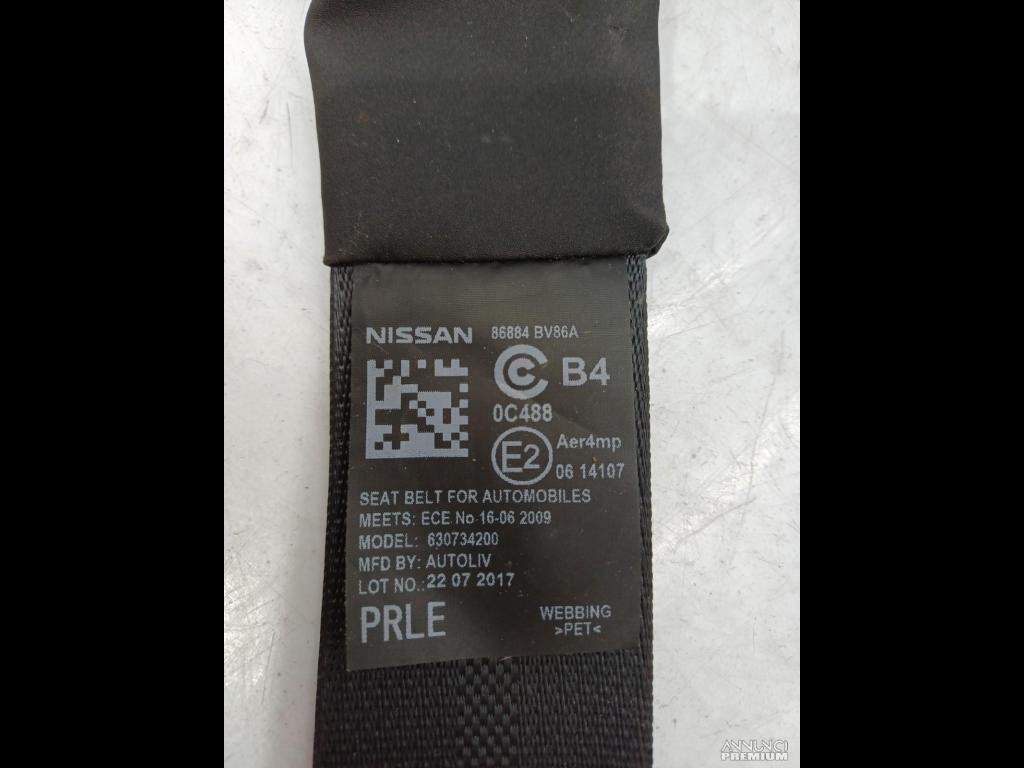 NISSAN 86884 BV86A
C B4
0C488
E2 Aer4mp
06 14107
SEAT BELT FOR AUTOMOBILES
MEETS: ECE No 16-06 2009
MODEL: 630734200
MFD BY: AUTOLIV
LOT NO.: 22 07 2017
PRLE
WEBBING
>PET<
ANNUNCI
PREMIUM